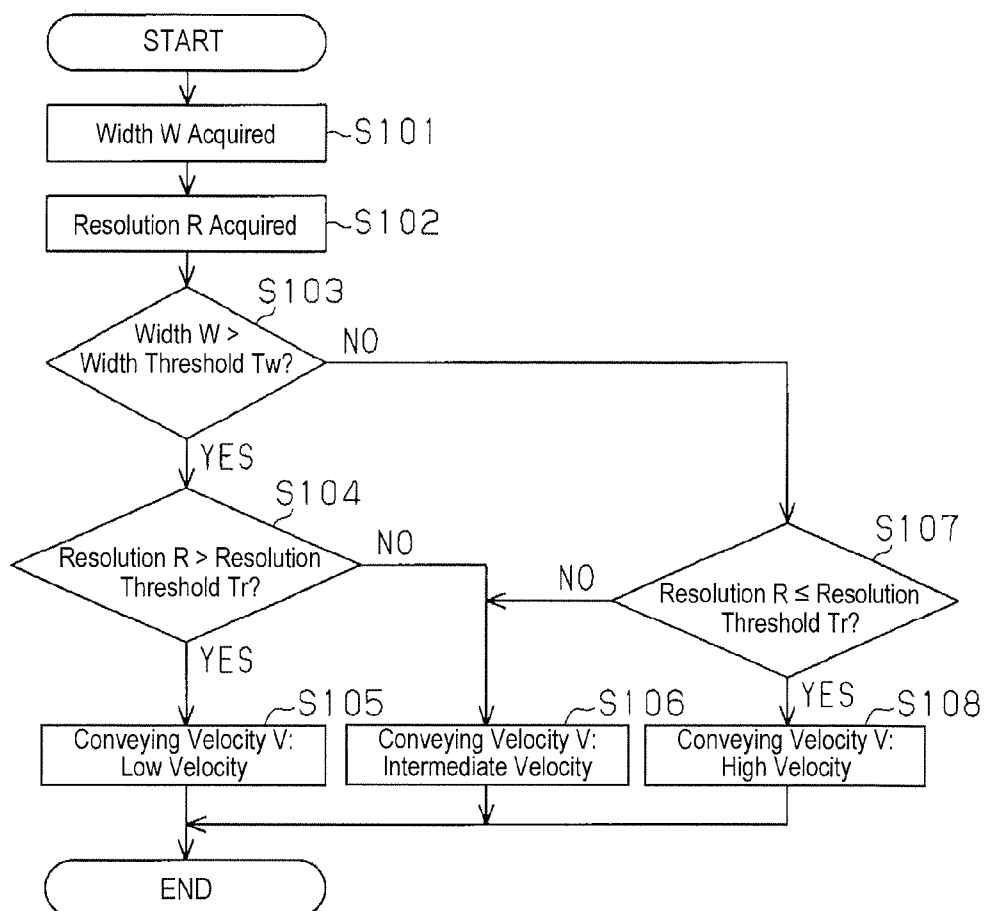 START
Width W Acquired
S101
Resolution R Acquired
S102
S103
Width W >
Width Threshold Tw?
NO
YES
S104
Resolution R > Resolution
Threshold Tr?
NO
YES
S107
Resolution R ≤ Resolution
Threshold Tr?
NO
YES
S105
Conveying Velocity V:
Low Velocity
S106
Conveying Velocity V:
Intermediate Velocity
S108
Conveying Velocity V:
High Velocity
END